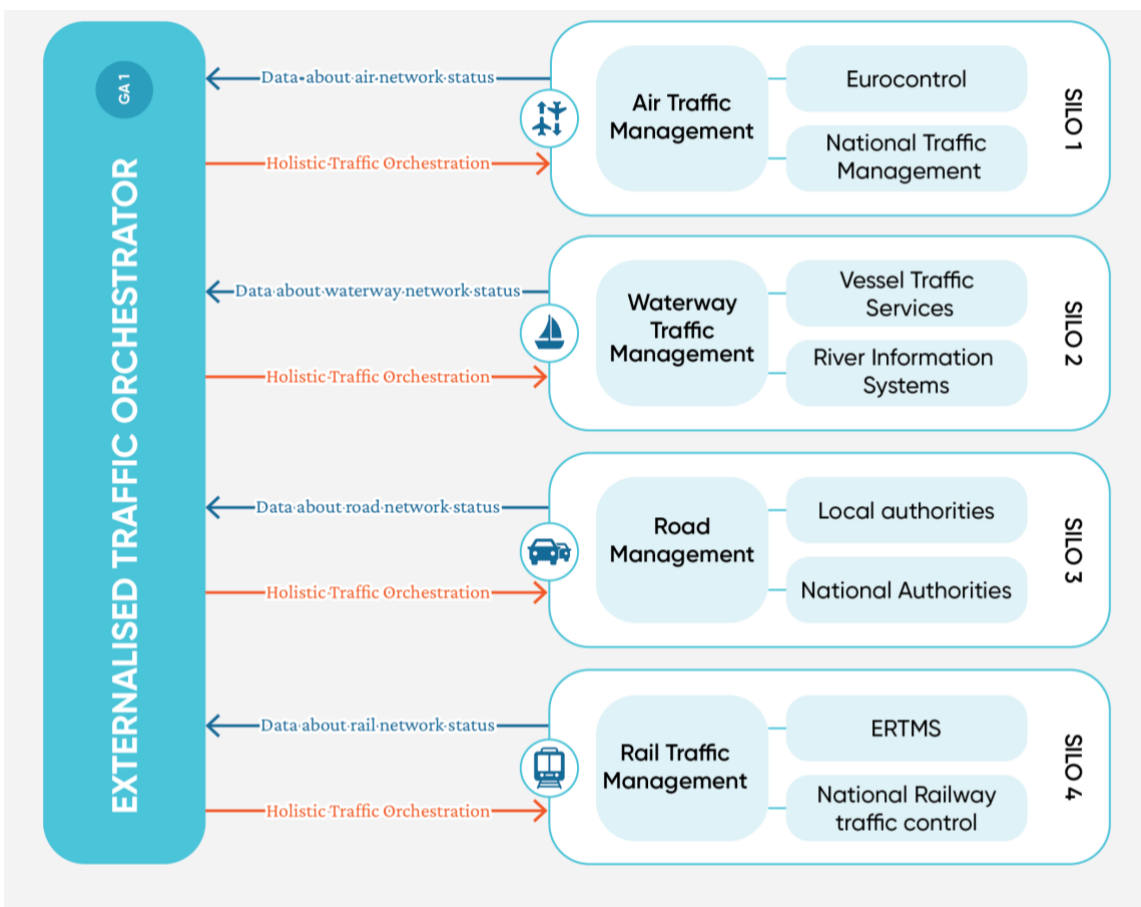 GA 1
EXTERNALISED TRAFFIC ORCHESTRATOR
Data about air network status
Holistic Traffic Orchestration
Air Traffic
Management
Eurocontrol
National Traffic
Management
SILO 1
Data about waterway network status
Holistic Traffic Orchestration
Waterway
Traffic
Management
Vessel Traffic
Services
River Information
Systems
SILO 2
Data about road network status
Holistic Traffic Orchestration
Road
Management
Local authorities
National Authorities
SILO 3
Data about rail network status
Holistic Traffic Orchestration
Rail Traffic
Management
ERTMS
National Railway
traffic control
SILO 4